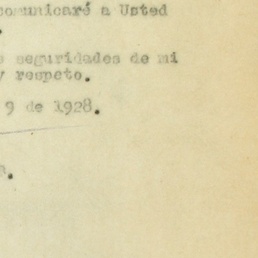 comunicaré a Usted
.
seguridades de mi
y respeto.
9 de 1928.